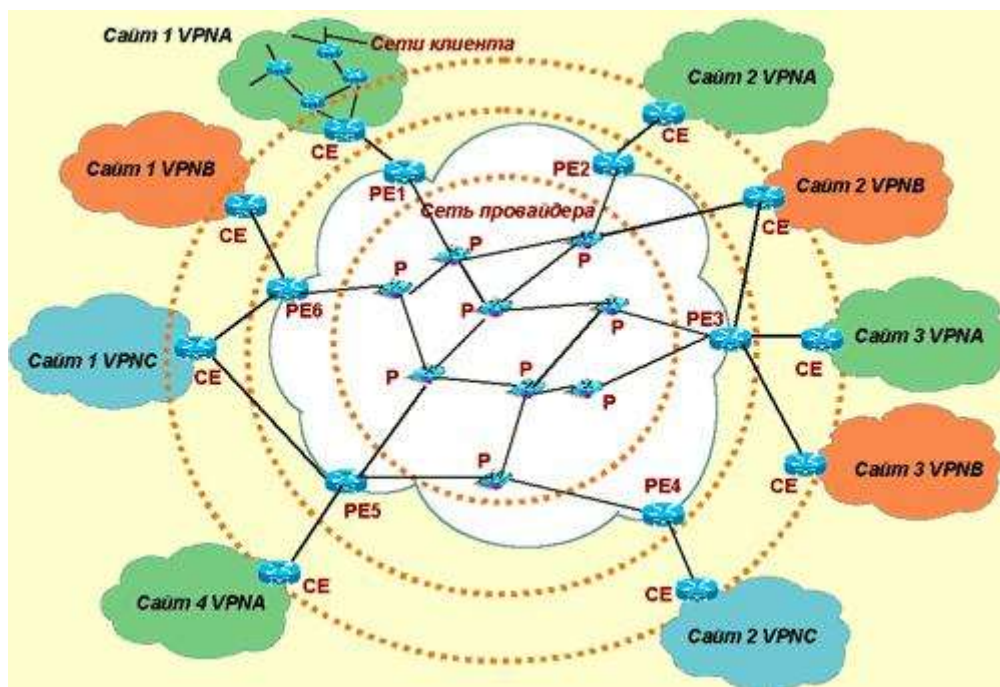 Сайт 1 VPNA
Сети клиента
Сайт 2 VPNA
CE
CE
Сайт 1 VPNB
PE1
PE2
Сайт 2 VPNB
Сеть провайдера
CE
CE
P
P
P
PE6
P
P
PE3
Сайт 3 VPNA
Сайт 1 VPNC
CE
CE
P
P
P
P
Сайт 3 VPNB
CE
PE5
PE4
CE
CE
Сайт 4 VPNA
Сайт 2 VPNC